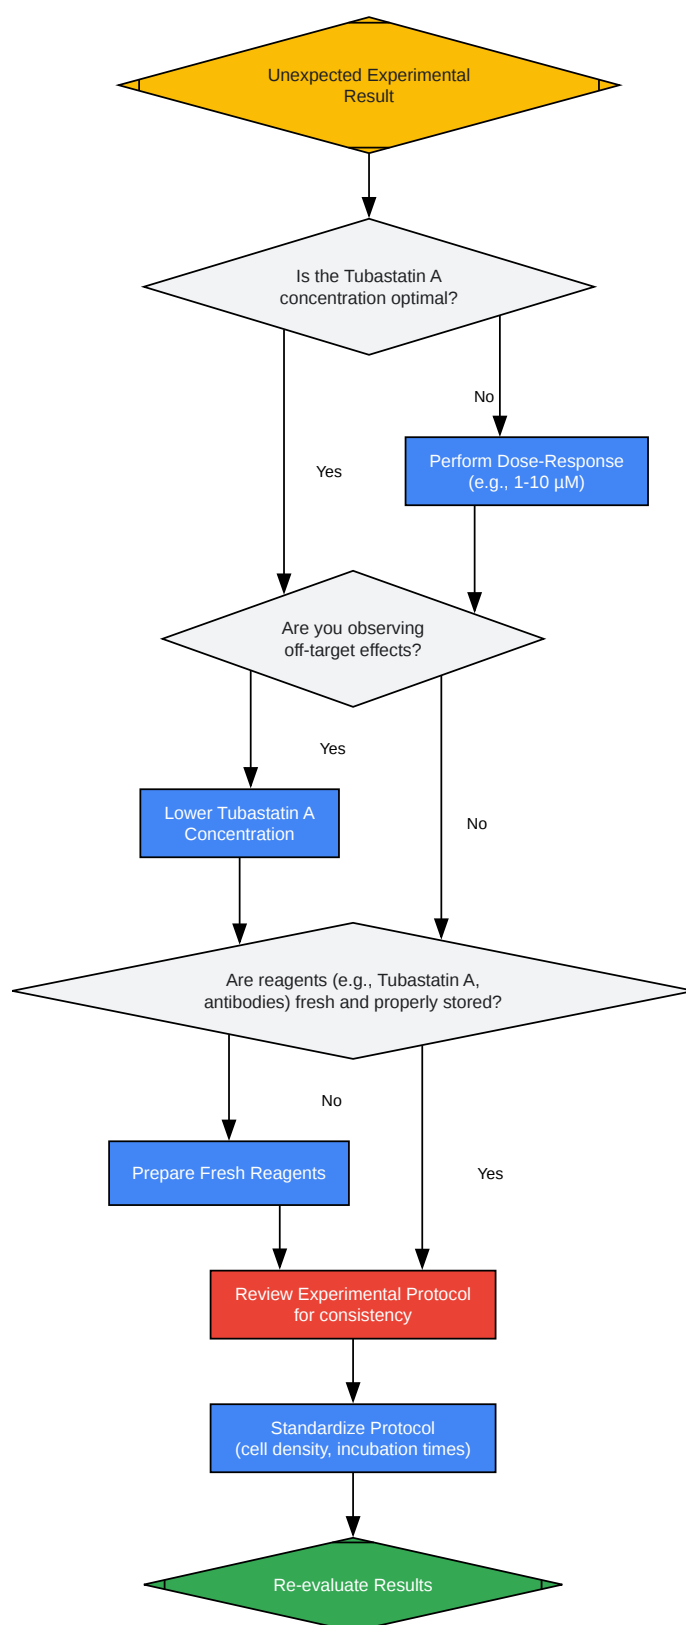 Unexpected Experimental
Result
Is the Tubastatin A
concentration optimal?
No
Perform Dose-Response
(e.g., 1-10 µM)
Yes
Are you observing
off-target effects?
Yes
Lower Tubastatin A
Concentration
No
Are reagents (e.g., Tubastatin A,
antibodies) fresh and properly stored?
No
Prepare Fresh Reagents
Yes
Review Experimental Protocol
for consistency
Standardize Protocol
(cell density, incubation times)
Re-evaluate Results